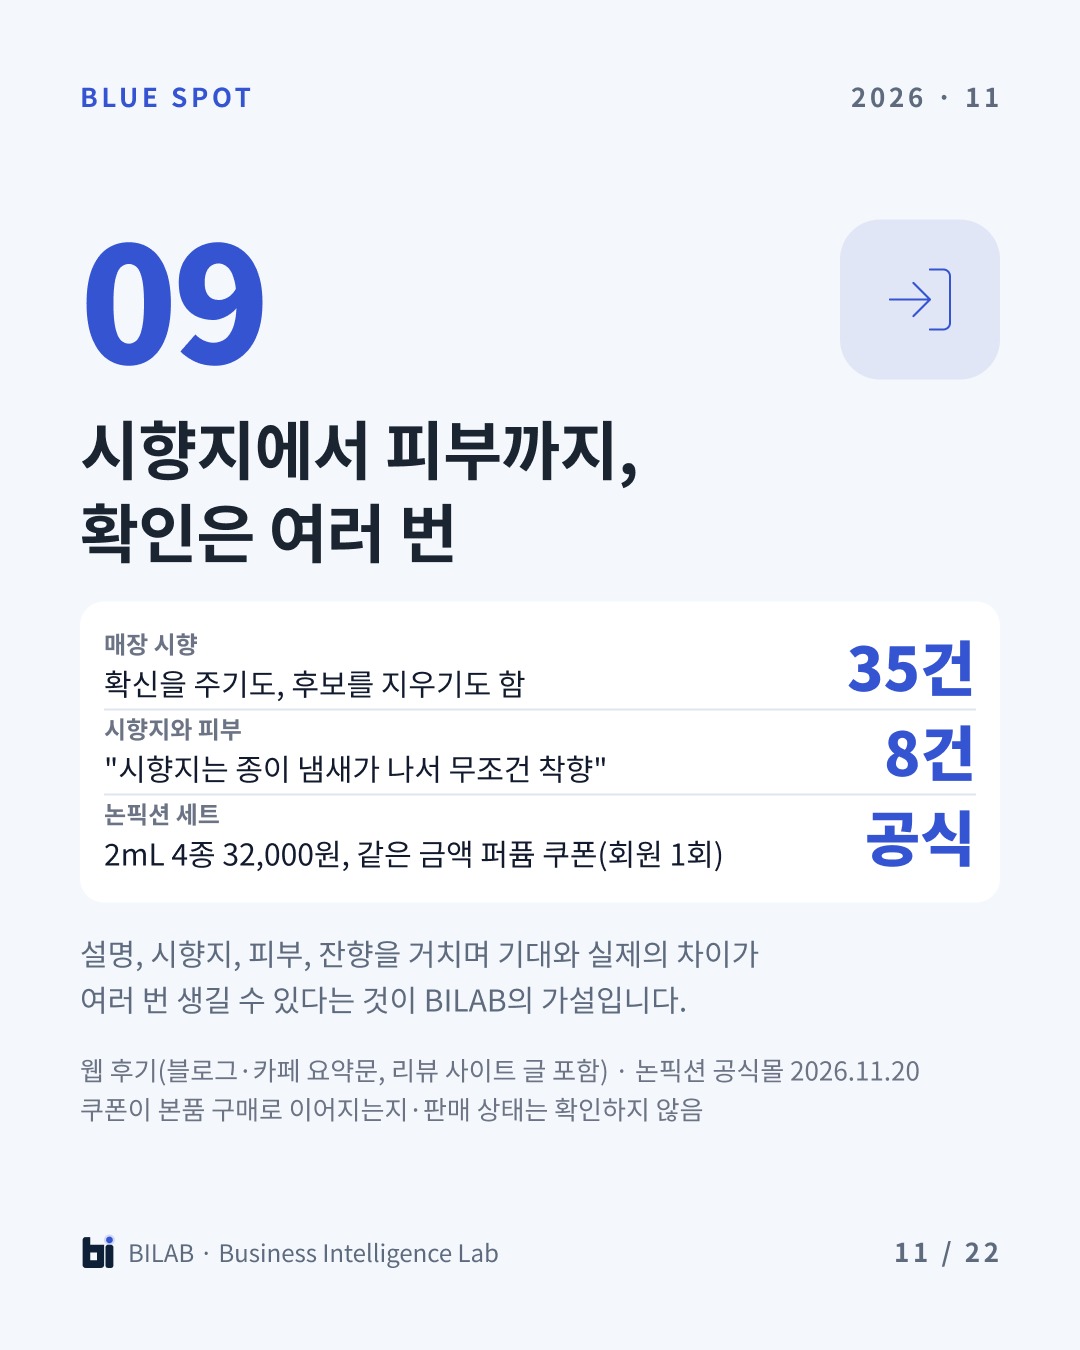 BLUE SPOT
2026 · 11
09
시향지에서 피부까지,
확인은 여러 번
매장 시향
확신을 주기도, 후보를 지우기도 함
35건
시향지와 피부
"시향지는 종이 냄새가 나서 무조건 착향"
8건
논픽션 세트
2mL 4종 32,000원, 같은 금액 퍼퓸 쿠폰(회원 1회)
공식
설명, 시향지, 피부, 잔향을 거치며 기대와 실제의 차이가
여러 번 생길 수 있다는 것이 BILAB의 가설입니다.
웹 후기(블로그·카페 요약문, 리뷰 사이트 글 포함) · 논픽션 공식몰 2026.11.20
쿠폰이 본품 구매로 이어지는지·판매 상태는 확인하지 않음
bi BILAB · Business Intelligence Lab
11 / 22